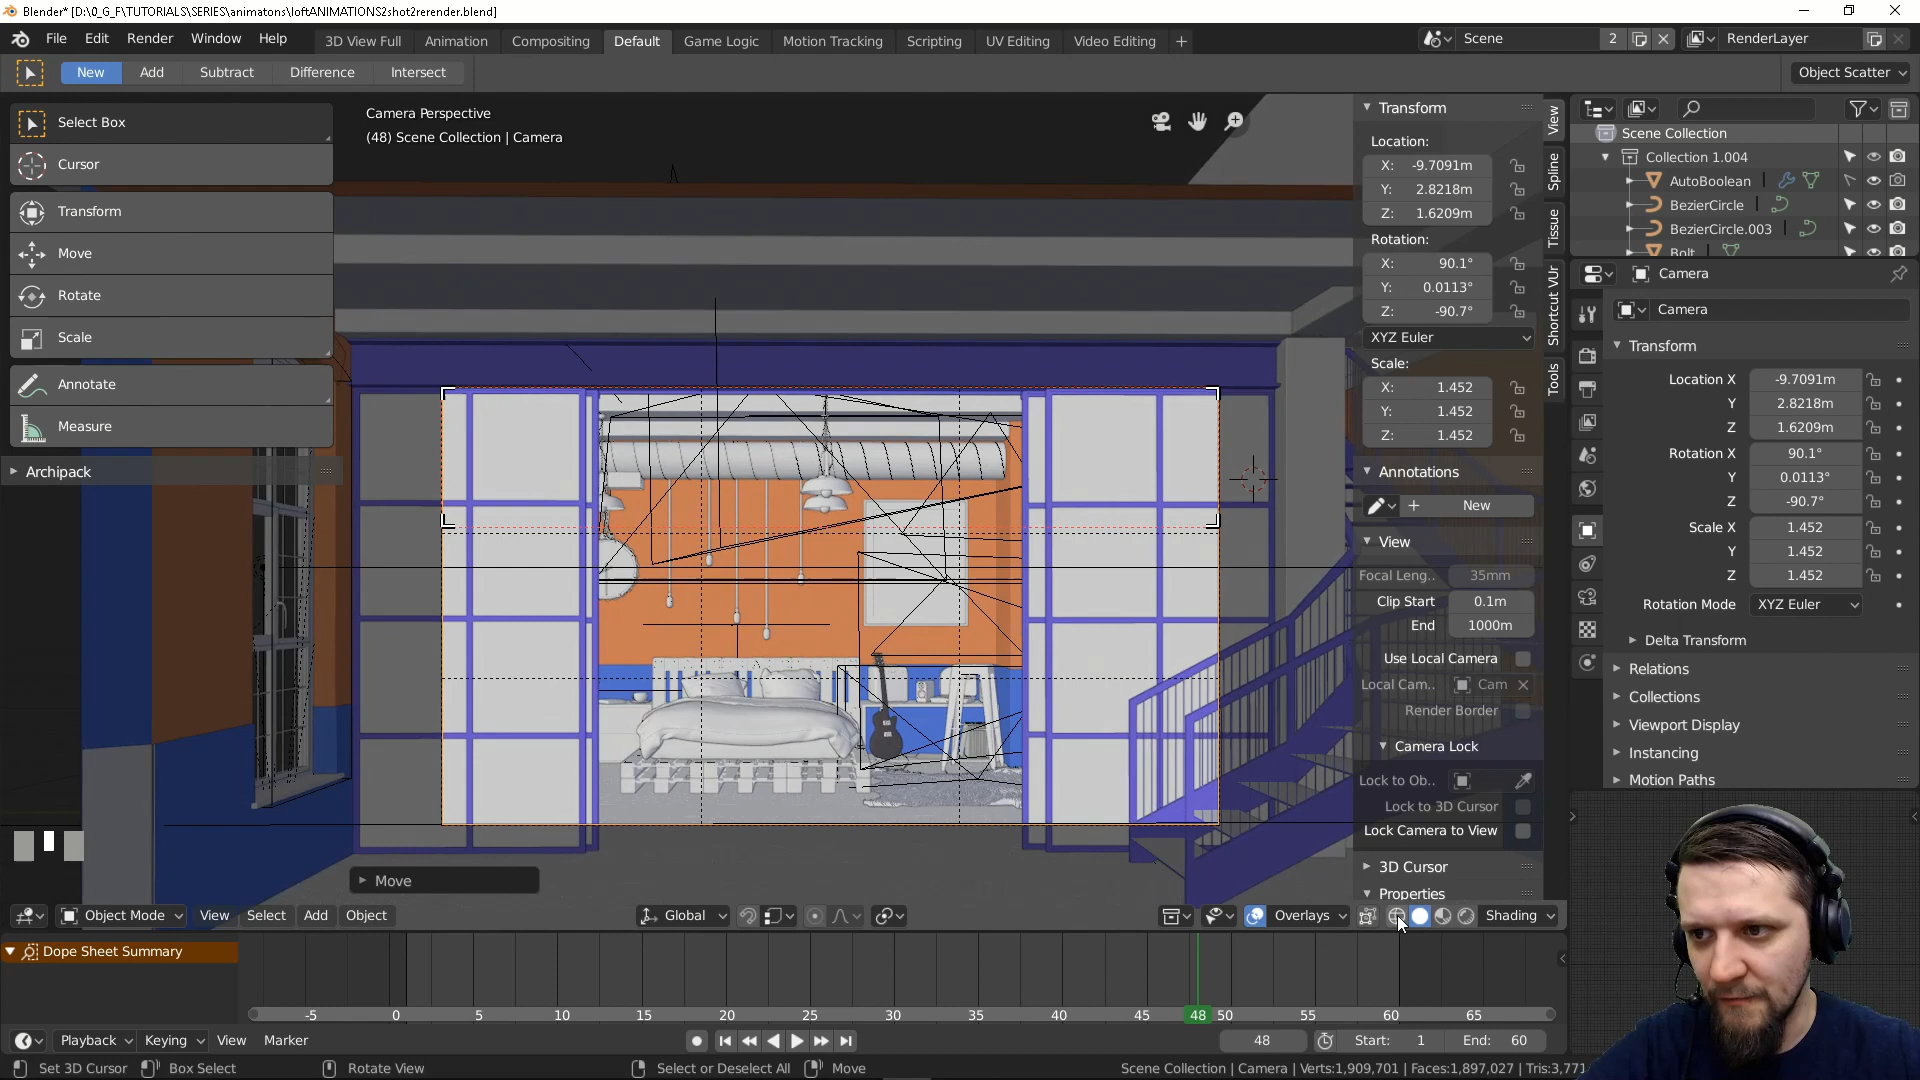 Blender* [D:\0_G_F\TUTORIALS\SERIES\animatons\loftANIMATIONS2shot2rerender.blend]
File Edit Render Window Help 3D View Full Animation Compositing Default Game Logic Motion Tracking Scripting UV Editing Video Editing + Scene 2 RenderLayer
New Add Subtract Difference Intersect Object Scatter
Select Box
Cursor
Transform
Move
Rotate
Scale
Annotate
Measure
Archipack
Camera Perspective
(48) Scene Collection | Camera
Move
Transform
Location:
X: -9.7091m
Y: 2.8218m
Z: 1.6209m
Rotation:
X: 90.1°
Y: 0.0113°
Z: -90.7°
XYZ Euler
Scale:
X: 1.452
Y: 1.452
Z: 1.452
Annotations
+ New
View
Focal Leng.. 35mm
Clip Start 0.1m
End 1000m
Use Local Camera
Local Cam.. Cam
Render Border
Camera Lock
Lock to Ob..
Lock to 3D Cursor
Lock Camera to View
3D Cursor
Properties
View
Spline
Tissue
Shortcut VUr
Tools
Scene Collection
Collection 1.004
AutoBoolean
BezierCircle
BezierCircle.003
Bolt
Camera
Camera
Transform
Location X -9.7091m
Y 2.8218m
Z 1.6209m
Rotation X 90.1°
Y 0.0113°
Z -90.7°
Scale X 1.452
Y 1.452
Z 1.452
Rotation Mode XYZ Euler
Delta Transform
Relations
Collections
Viewport Display
Instancing
Motion Paths
Object Mode View Select Add Object Global Overlays Shading
Dope Sheet Summary
-5 0 5 10 15 20 25 30 35 40 45 48 50 55 60 65
Playback Keying View Marker 48 Start: 1 End: 60
Set 3D Cursor Box Select Rotate View Select or Deselect All Move Scene Collection | Camera | Verts:1,909,701 | Faces:1,897,027 | Tris:3,771